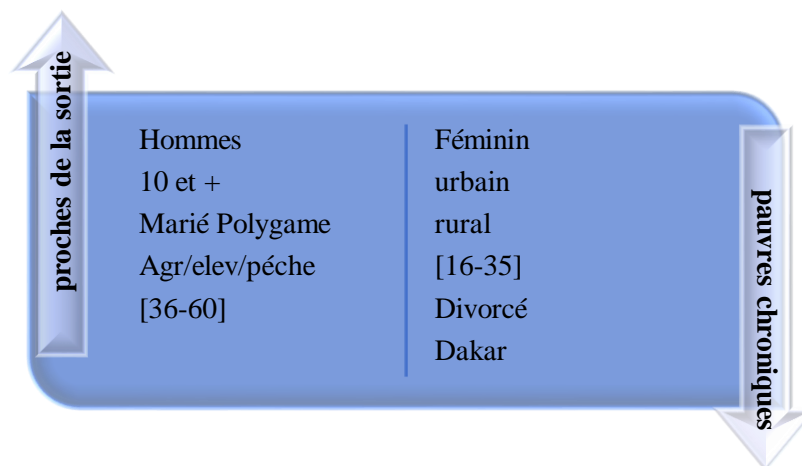 proches de la sortie
Hommes
10 et +
Marié Polygame
Agr/elev/péche
[36-60]
Féminin
urbain
rural
[16-35]
Divorcé
Dakar
pauvres chroniques